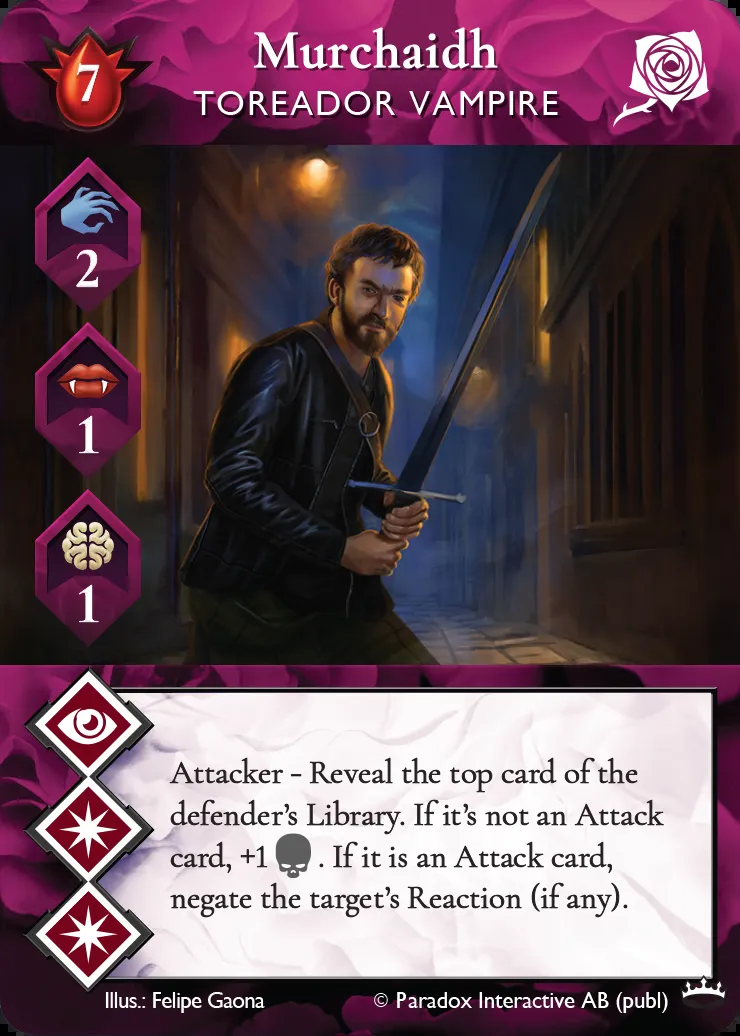 7
Murchaidh
TOREADOR VAMPIRE
2
1
1
Attacker - Reveal the top card of the
defender's Library. If it's not an Attack
card, +1 . If it is an Attack card,
negate the target's Reaction (if any).
Illus.: Felipe Gaona
© Paradox Interactive AB (publ)